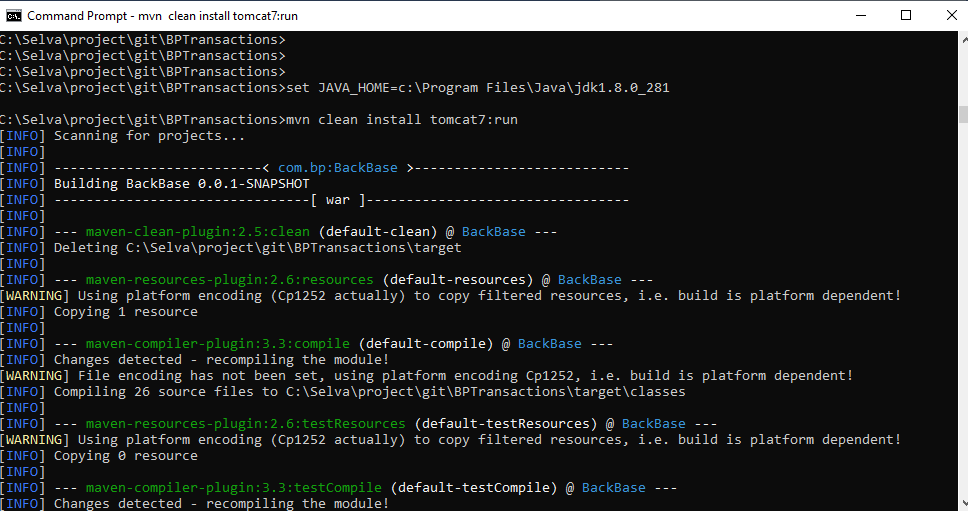 Command Prompt - mvn  clean install tomcat7:run
C:\Selva\project\git\BPTransactions>
C:\Selva\project\git\BPTransactions>
C:\Selva\project\git\BPTransactions>
C:\Selva\project\git\BPTransactions>set JAVA_HOME=c:\Program Files\Java\jdk1.8.0_281
C:\Selva\project\git\BPTransactions>mvn clean install tomcat7:run
[INFO] Scanning for projects...
[INFO]
[INFO] --------------------------< com.bp:BackBase >---------------------------
[INFO] Building BackBase 0.0.1-SNAPSHOT
[INFO] --------------------------------[ war ]---------------------------------
[INFO]
[INFO] --- maven-clean-plugin:2.5:clean (default-clean) @ BackBase ---
[INFO] Deleting C:\Selva\project\git\BPTransactions\target
[INFO]
[INFO] --- maven-resources-plugin:2.6:resources (default-resources) @ BackBase ---
[WARNING] Using platform encoding (Cp1252 actually) to copy filtered resources, i.e. build is platform dependent!
[INFO] Copying 1 resource
[INFO]
[INFO] --- maven-compiler-plugin:3.3:compile (default-compile) @ BackBase ---
[INFO] Changes detected - recompiling the module!
[WARNING] File encoding has not been set, using platform encoding Cp1252, i.e. build is platform dependent!
[INFO] Compiling 26 source files to C:\Selva\project\git\BPTransactions\target\classes
[INFO]
[INFO] --- maven-resources-plugin:2.6:testResources (default-testResources) @ BackBase ---
[WARNING] Using platform encoding (Cp1252 actually) to copy filtered resources, i.e. build is platform dependent!
[INFO] Copying 0 resource
[INFO]
[INFO] --- maven-compiler-plugin:3.3:testCompile (default-testCompile) @ BackBase ---
[INFO] Changes detected - recompiling the module!